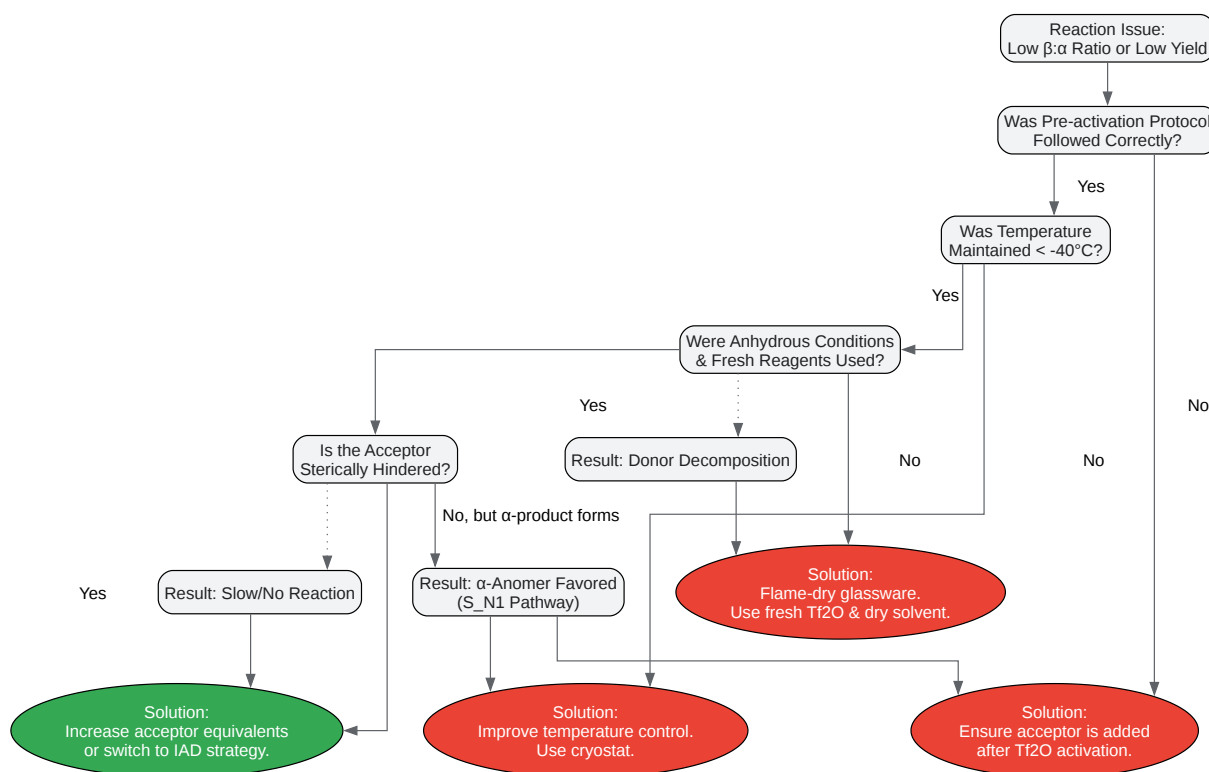 Reaction Issue:
Low β:α Ratio or Low Yield
Was Pre-activation Protocol
Followed Correctly?
Yes
Was Temperature
Maintained < -40°C?
Yes
Were Anhydrous Conditions
& Fresh Reagents Used?
Yes
No
Is the Acceptor
Sterically Hindered?
Result: Donor Decomposition
No
No
No, but α-product forms
Yes
Result: Slow/No Reaction
Result: α-Anomer Favored
(S_N1 Pathway)
Solution:
Flame-dry glassware.
Use fresh Tf2O & dry solvent.
Solution:
Increase acceptor equivalents
or switch to IAD strategy.
Solution:
Improve temperature control.
Use cryostat.
Solution:
Ensure acceptor is added
after Tf2O activation.